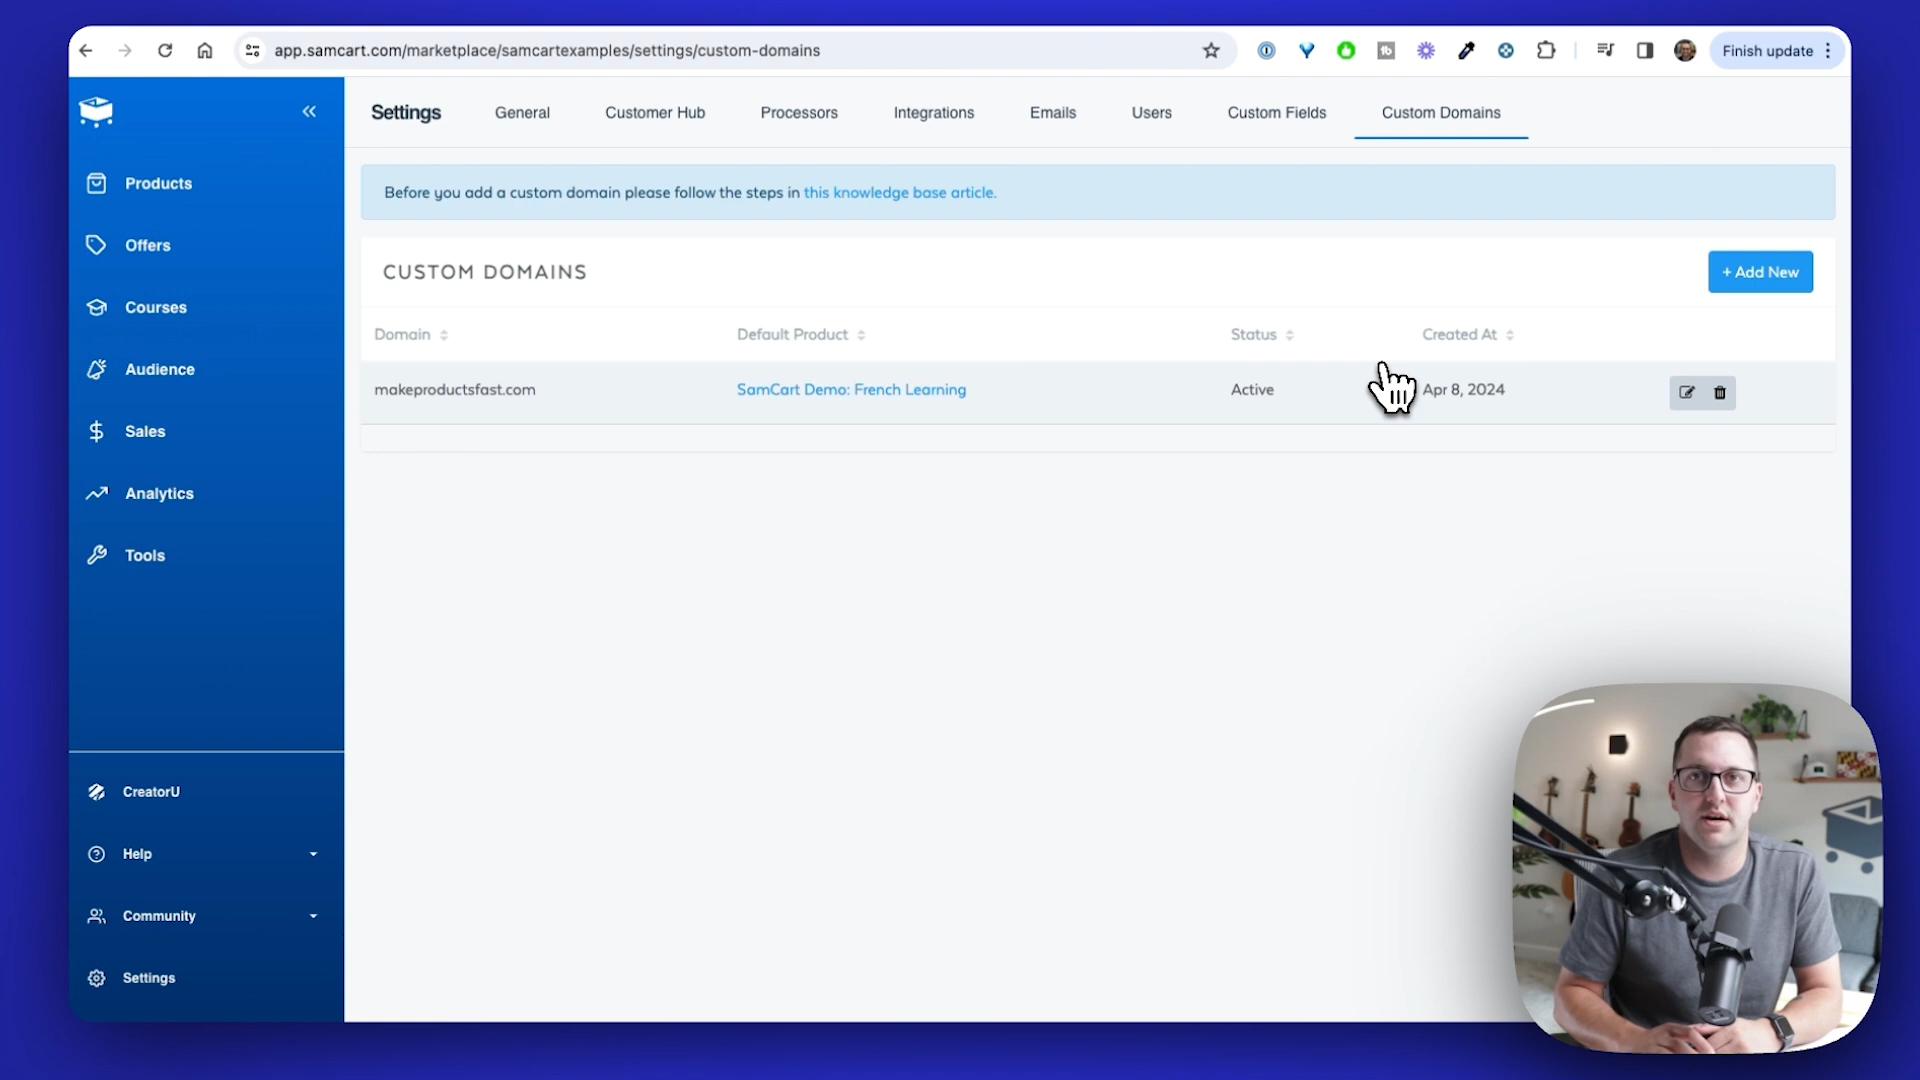 app.samcart.com/marketplace/samcartexamples/settings/custom-domains
Finish update
Settings
General
Customer Hub
Processors
Integrations
Emails
Users
Custom Fields
Custom Domains
Products
Offers
Courses
Audience
Sales
Analytics
Tools
CreatorU
Help
Community
Settings
Before you add a custom domain please follow the steps in this knowledge base article.
CUSTOM DOMAINS
+ Add New
Domain
Default Product
Status
Created At
makeproductsfast.com
SamCart Demo: French Learning
Active
Apr 8, 2024